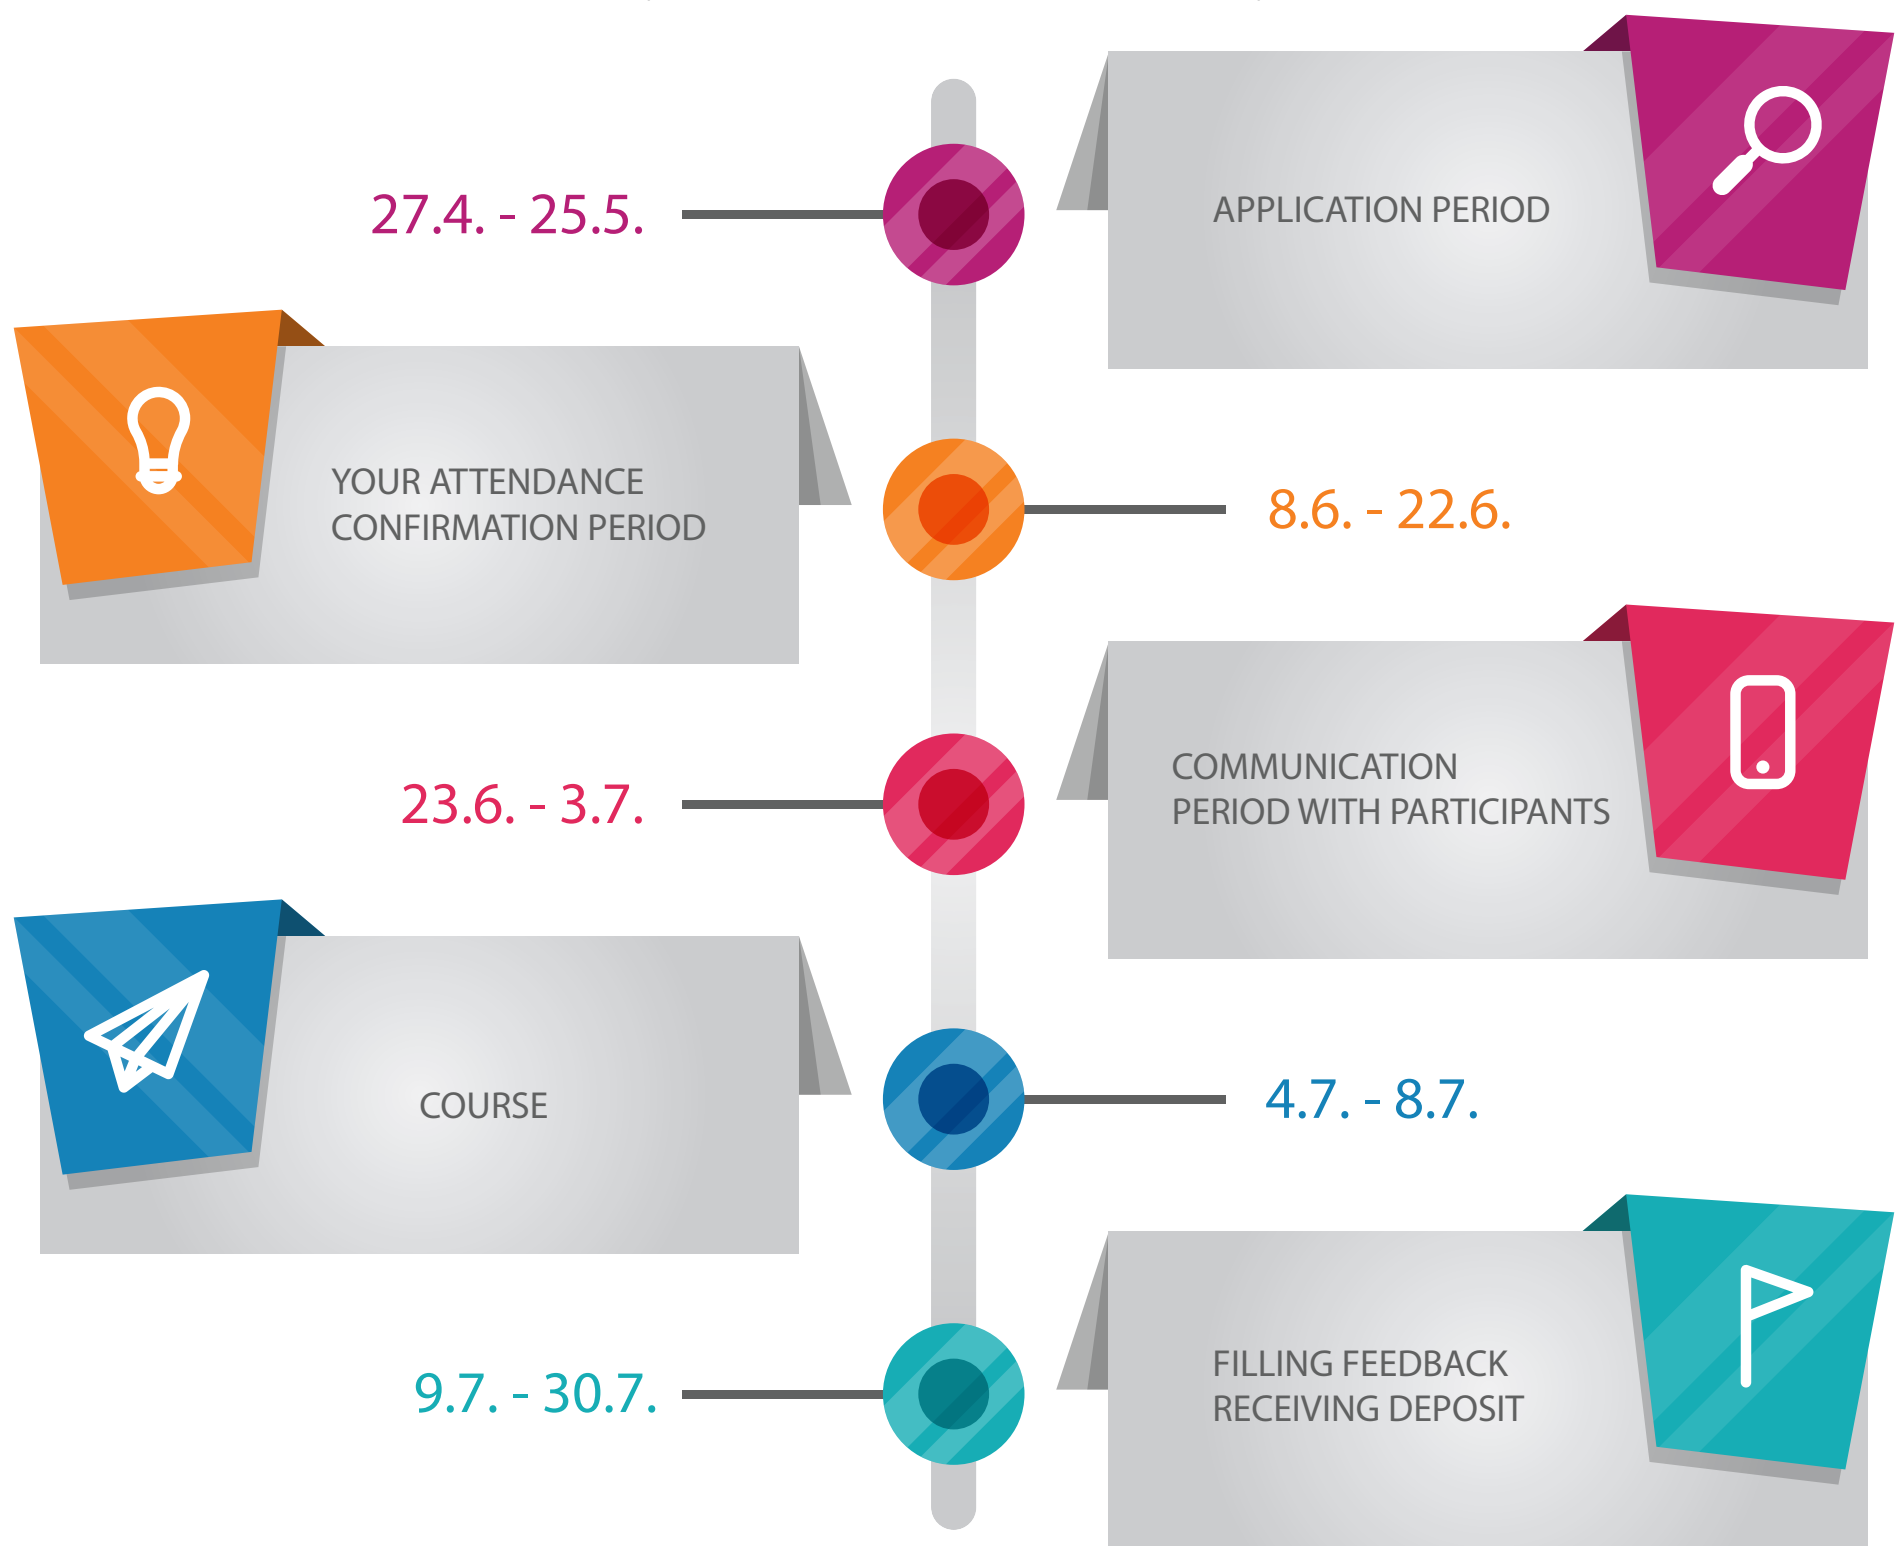 27.4. - 25.5.
APPLICATION PERIOD
YOUR ATTENDANCE
CONFIRMATION PERIOD
8.6. - 22.6.
23.6. - 3.7.
COMMUNICATION
PERIOD WITH PARTICIPANTS
COURSE
4.7. - 8.7.
9.7. - 30.7.
FILLING FEEDBACK
RECEIVING DEPOSIT